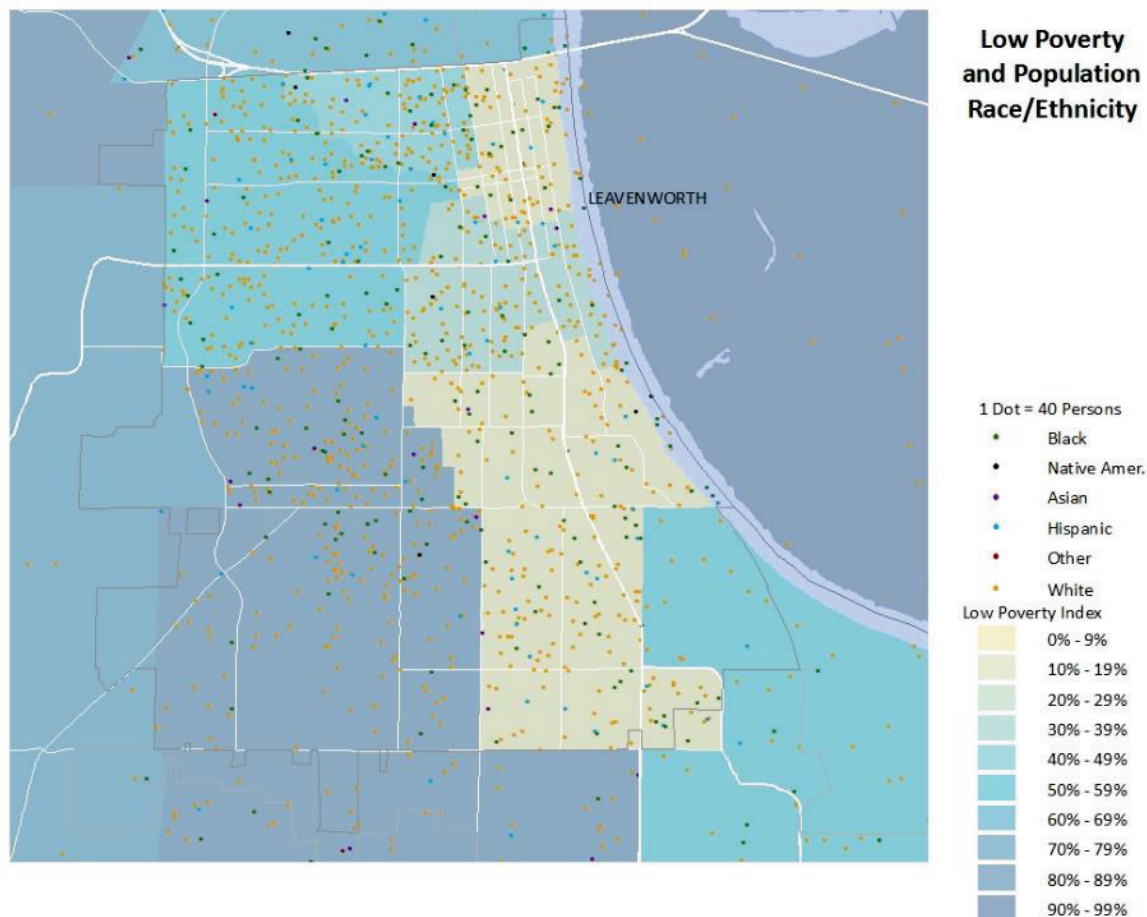 Low Poverty
and Population
Race/Ethnicity
LEAVENWORTH
1 Dot = 40 Persons
Black
Native Amer.
Asian
Hispanic
Other
White
Low Poverty Index
0% - 9%
10% - 19%
20% - 29%
30% - 39%
40% - 49%
50% - 59%
60% - 69%
70% - 79%
80% - 89%
90% - 99%